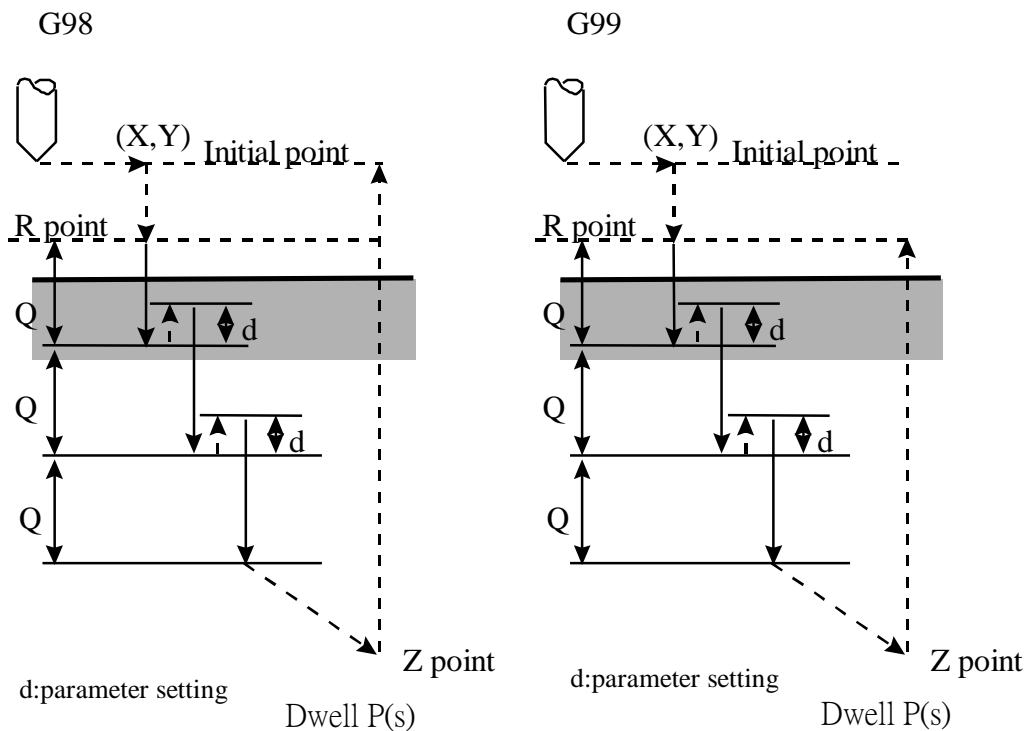 G98
(X,Y)
Initial point
R point
Q
d
Q
d
Q
Z point
d:parameter setting
Dwell P(s)
G99
(X,Y)
Initial point
R point
Q
d
Q
d
Q
Z point
d:parameter setting
Dwell P(s)